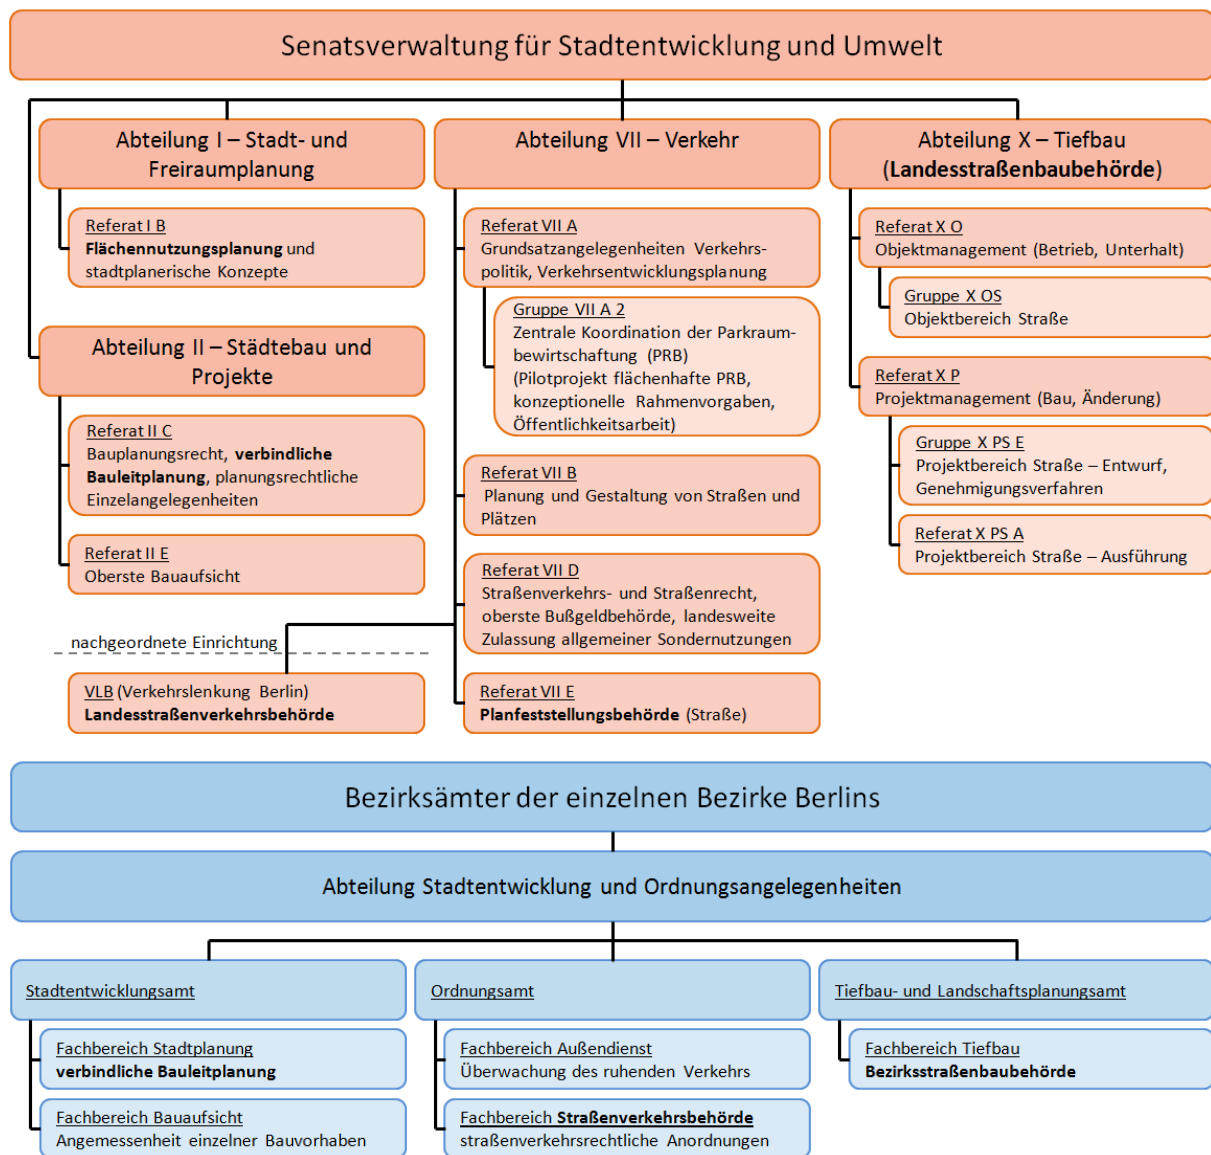 Senatsverwaltung für Stadtentwicklung und Umwelt
Abteilung I – Stadt- und
Freiraumplanung
Referat I B
Flächennutzungsplanung und
stadtplanerische Konzepte
Abteilung II – Städtebau und
Projekte
Referat II C
Bauplanungsrecht, verbindliche
Bauleitplanung, planungsrechtliche
Einzelangelegenheiten
Referat II E
Oberste Bauaufsicht
nachgeordnete Einrichtung
VLB (Verkehrslenkung Berlin)
Landesstraßenverkehrsbehörde
Abteilung VII – Verkehr
Referat VII A
Grundsatzangelegenheiten Verkehrs-
politik, Verkehrsentwicklungsplanung
Gruppe VII A 2
Zentrale Koordination der Parkraum-
bewirtschaftung (PRB)
(Pilotprojekt flächenhafte PRB,
konzeptionelle Rahmenvorgaben,
Öffentlichkeitsarbeit)
Referat VII B
Planung und Gestaltung von Straßen und
Plätzen
Referat VII D
Straßenverkehrs- und Straßenrecht,
oberste Bußgeldbehörde, landesweite
Zulassung allgemeiner Sondernutzungen
Referat VII E
Planfeststellungsbehörde (Straße)
Abteilung X – Tiefbau
(Landesstraßenbaubehörde)
Referat X O
Objektmanagement (Betrieb, Unterhalt)
Gruppe X OS
Objektbereich Straße
Referat X P
Projektmanagement (Bau, Änderung)
Gruppe X PS E
Projektbereich Straße – Entwurf,
Genehmigungsverfahren
Referat X PS A
Projektbereich Straße – Ausführung
Bezirksämter der einzelnen Bezirke Berlins
Abteilung Stadtentwicklung und Ordnungsangelegenheiten
Stadtentwicklungsamt
Fachbereich Stadtplanung
verbindliche Bauleitplanung
Fachbereich Bauaufsicht
Angemessenheit einzelner Bauvorhaben
Ordnungsamt
Fachbereich Außendienst
Überwachung des ruhenden Verkehrs
Fachbereich Straßenverkehrsbehörde
straßenverkehrsrechtliche Anordnungen
Tiefbau- und Landschaftsplanungsamt
Fachbereich Tiefbau
Bezirksstraßenbaubehörde